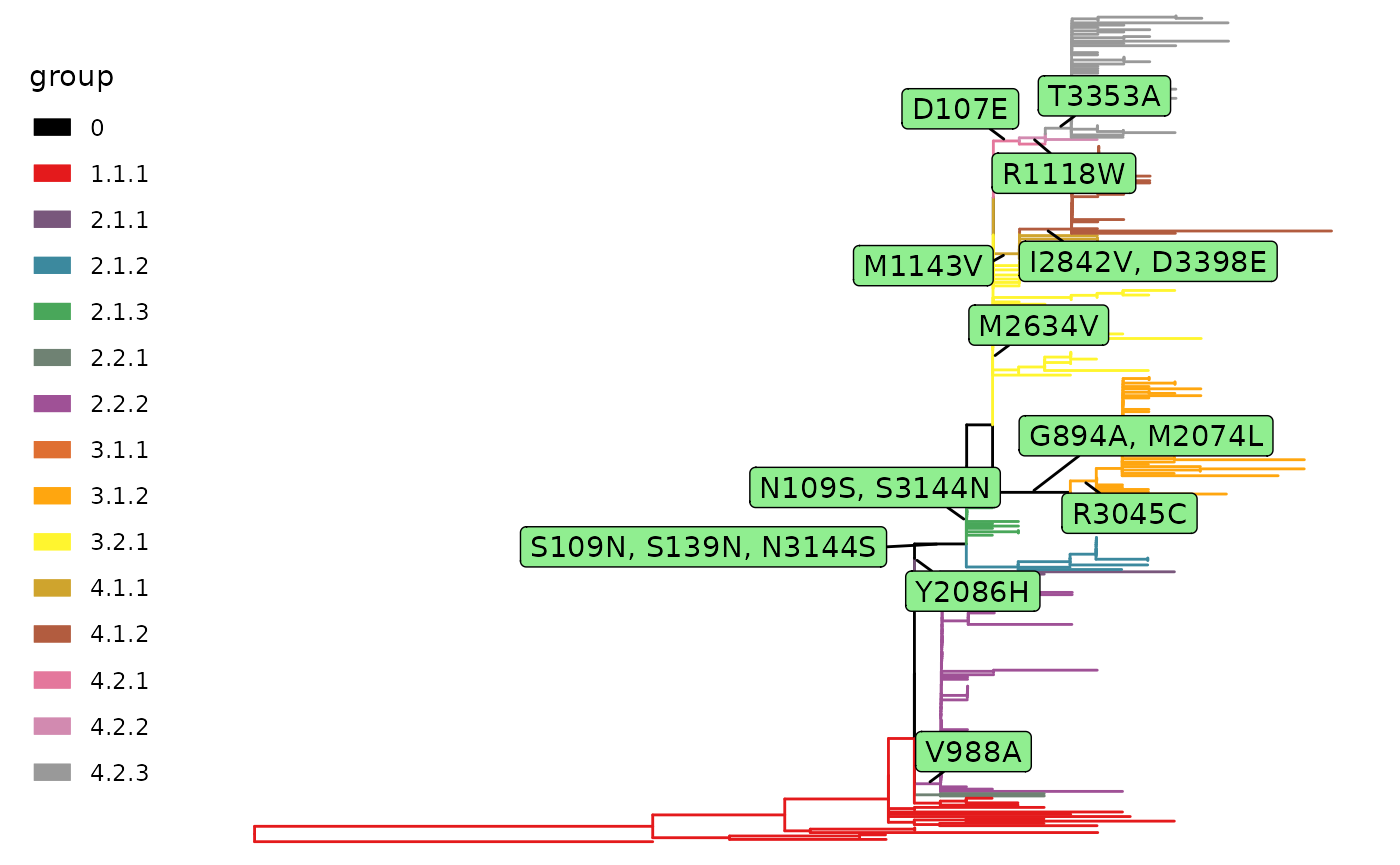 group
0
1.1.1
2.1.1
2.1.2
2.1.3
2.2.1
2.2.2
3.1.1
3.1.2
3.2.1
4.1.1
4.1.2
4.2.1
4.2.2
4.2.3
T3353A
D107E
R1118W
M1143V
I2842V, D3398E
M2634V
G894A, M2074L
N109S, S3144N
R3045C
S109N, S139N, N3144S
Y2086H
V988A